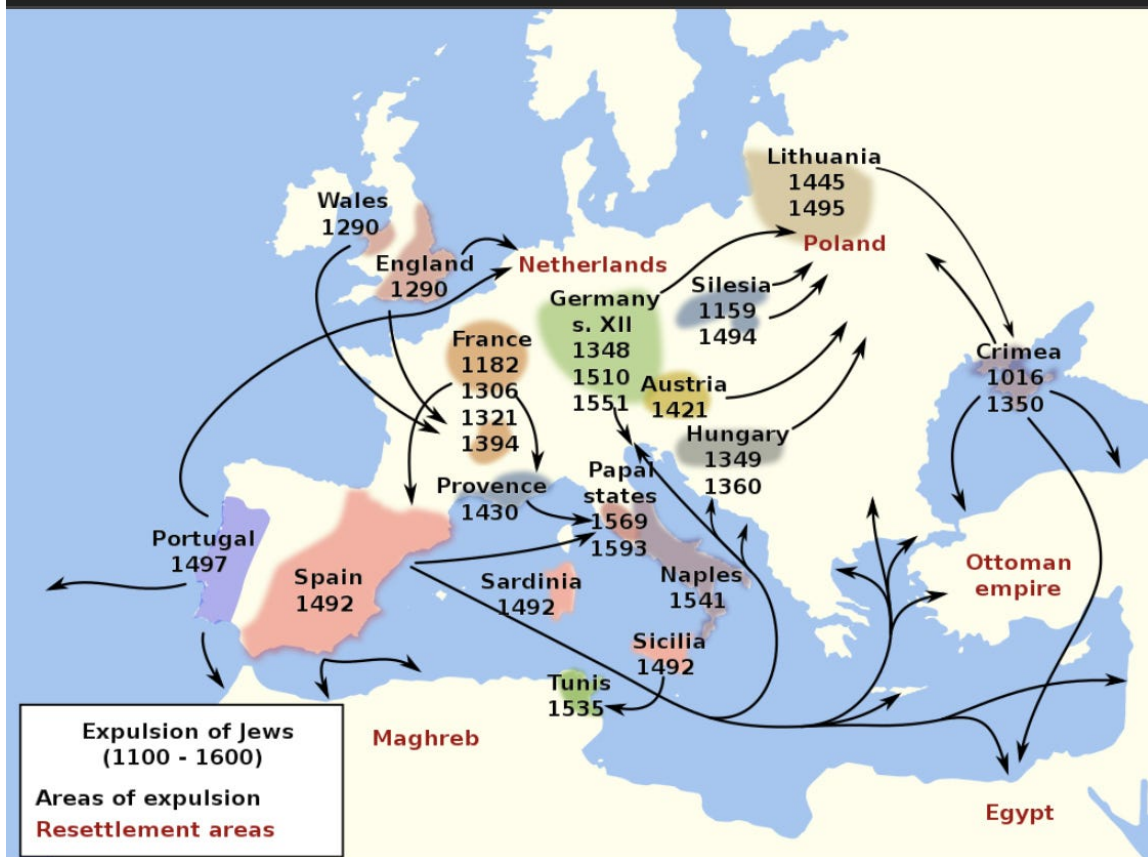 Lithuania
1445
1495
Poland
Wales
1290
England
1290
Netherlands
Silesia
1159
1494
Germany
s. XII
1348
1510
1551
France
1182
1306
1321
1394
Austria
1421
Crimea
1016
1350
Hungary
1349
1360
Provence
1430
Papal
states
1569
1593
Portugal
1497
Spain
1492
Sardinia
1492
Naples
1541
Ottoman
empire
Sicilia
1492
Tunis
1535
Maghreb
Egypt
Expulsion of Jews
(1100 - 1600)
Areas of expulsion
Resettlement areas